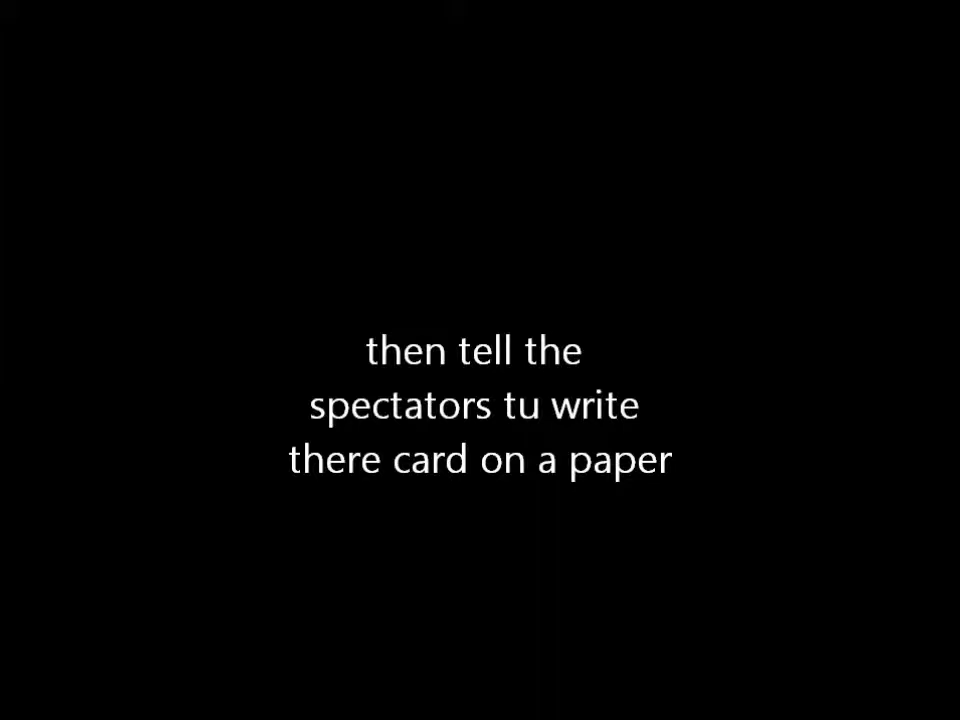 then tell the
spectators tu write
there card on a paper